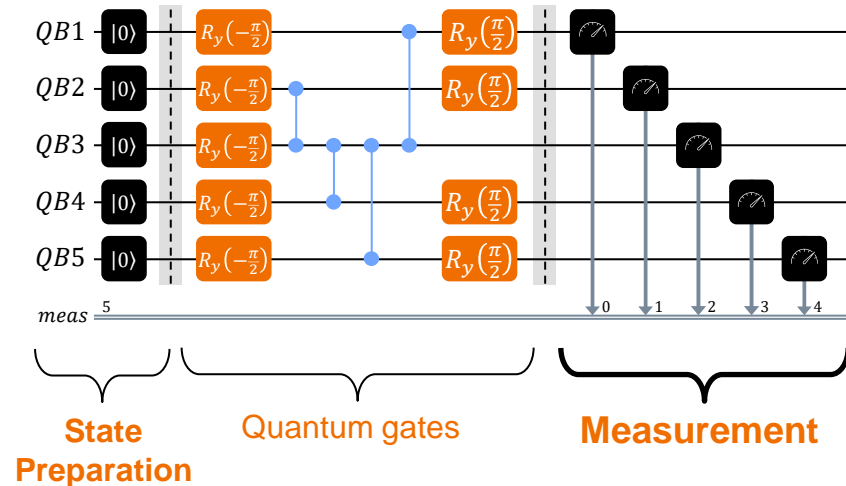 QB1 |0⟩ R_y(−π/2) R_y(π/2)
QB2 |0⟩ R_y(−π/2) R_y(π/2)
QB3 |0⟩ R_y(−π/2)
QB4 |0⟩ R_y(−π/2) R_y(π/2)
QB5 |0⟩ R_y(−π/2) R_y(π/2)
meas 5 0 1 2 3 4
State
Preparation
Quantum gates
Measurement